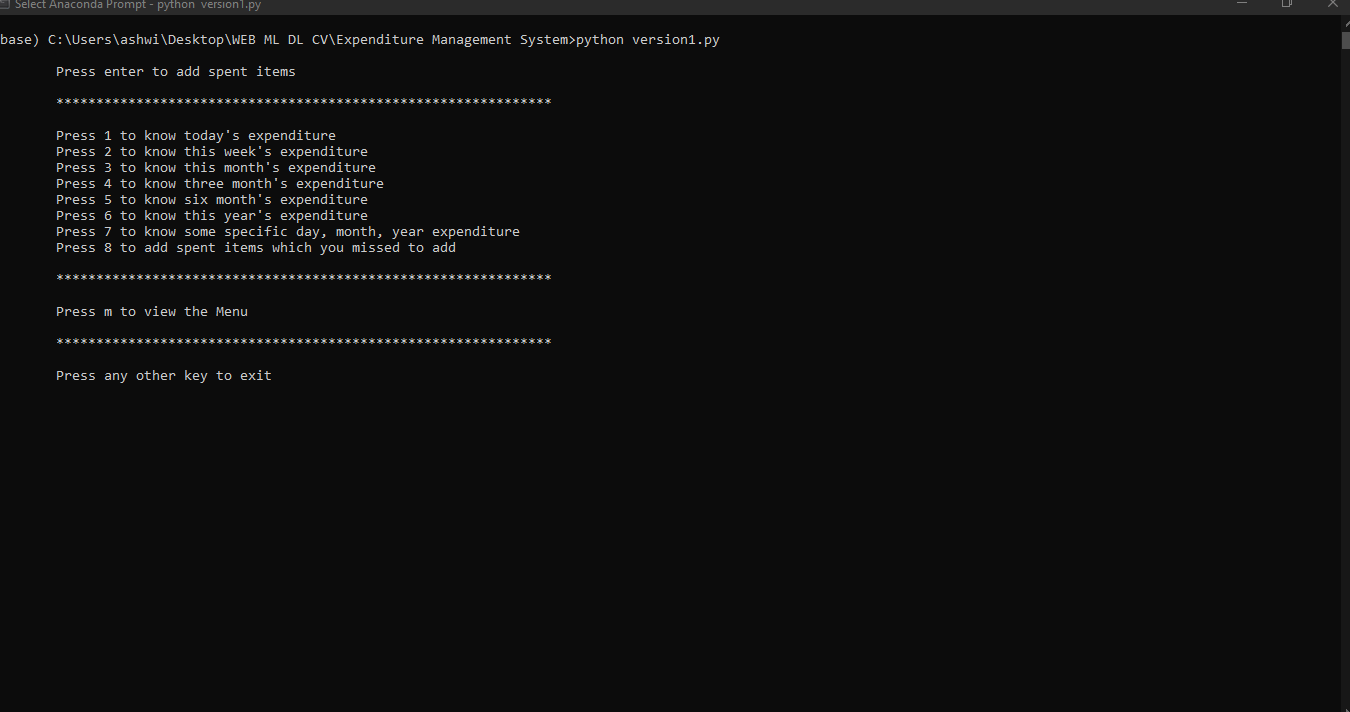 Select Anaconda Prompt - python  version1.py
base) C:\Users\ashwi\Desktop\WEB ML DL CV\Expenditure Management System>python version1.py
Press enter to add spent items
**************************************************************
Press 1 to know today's expenditure
Press 2 to know this week's expenditure
Press 3 to know this month's expenditure
Press 4 to know three month's expenditure
Press 5 to know six month's expenditure
Press 6 to know this year's expenditure
Press 7 to know some specific day, month, year expenditure
Press 8 to add spent items which you missed to add
**************************************************************
Press m to view the Menu
**************************************************************
Press any other key to exit